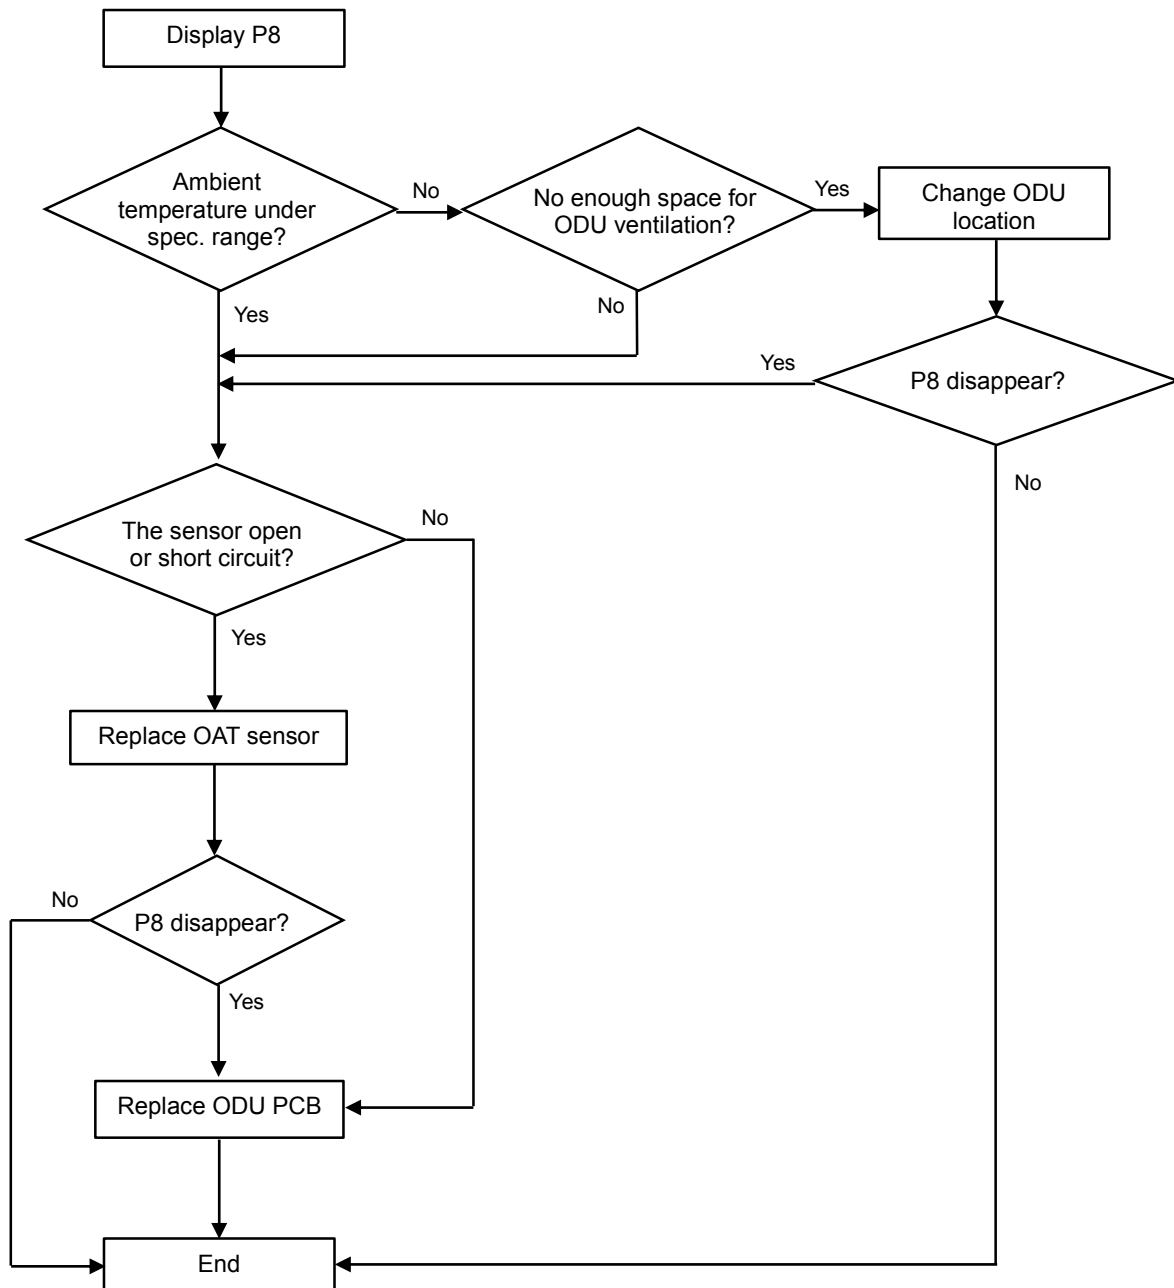 Display P8
Ambient
temperature under
spec. range?
No
No enough space for
ODU ventilation?
Yes
Change ODU
location
Yes
No
Yes
P8 disappear?
No
The sensor open
or short circuit?
No
Yes
Replace OAT sensor
No
P8 disappear?
Yes
Replace ODU PCB
End